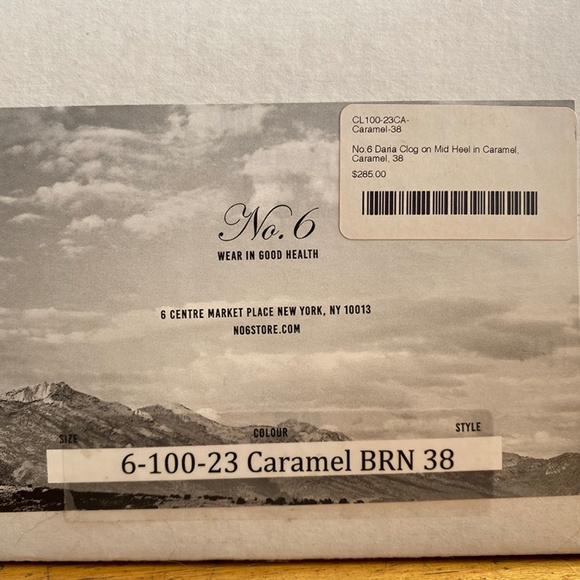 CL100-23CA-
Caramel-38
No.6 Daria Clog on Mid Heel in Caramel,
Caramel, 38
$285.00
No. 6
WEAR IN GOOD HEALTH
6 CENTRE MARKET PLACE NEW YORK, NY 10013
NO6STORE.COM
SIZE COLOUR STYLE
6-100-23 Caramel BRN 38